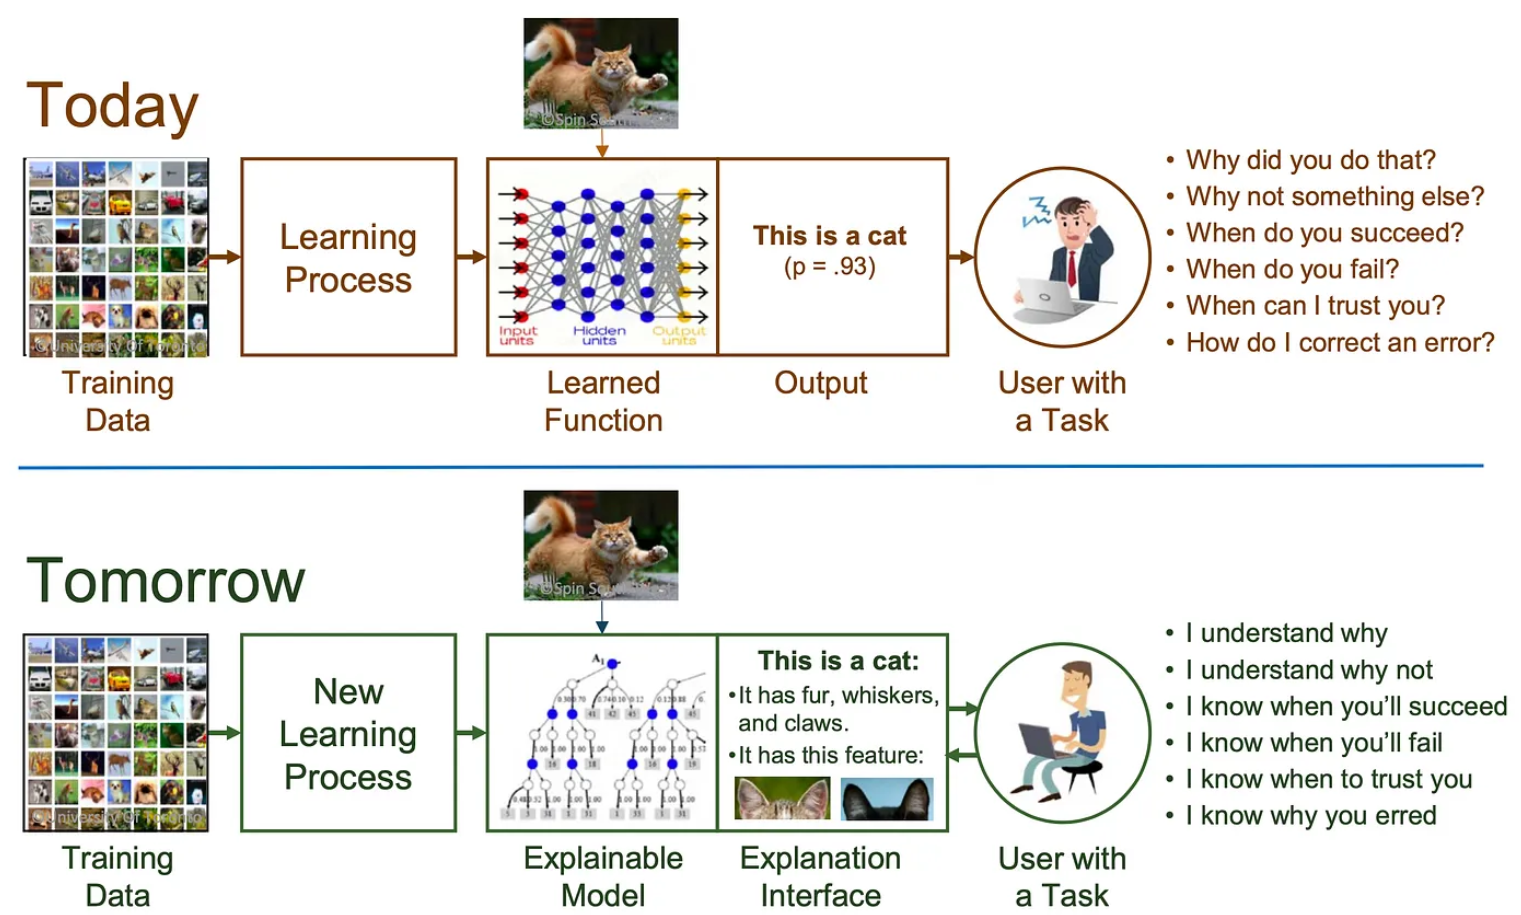 Today
©Spin South
Learning
Process
This is a cat
(p = .93)
Input
units
Hidden
units
Output
units
©University Of Toronto
Training
Data
Learned
Function
Output
User with
a Task
• Why did you do that?
• Why not something else?
• When do you succeed?
• When do you fail?
• When can I trust you?
• How do I correct an error?
Tomorrow
©Spin South
New
Learning
Process
A₁
This is a cat:
•It has fur, whiskers,
and claws.
•It has this feature:
©University Of Toronto
Training
Data
Explainable
Model
Explanation
Interface
User with
a Task
• I understand why
• I understand why not
• I know when you’ll succeed
• I know when you’ll fail
• I know when to trust you
• I know why you erred